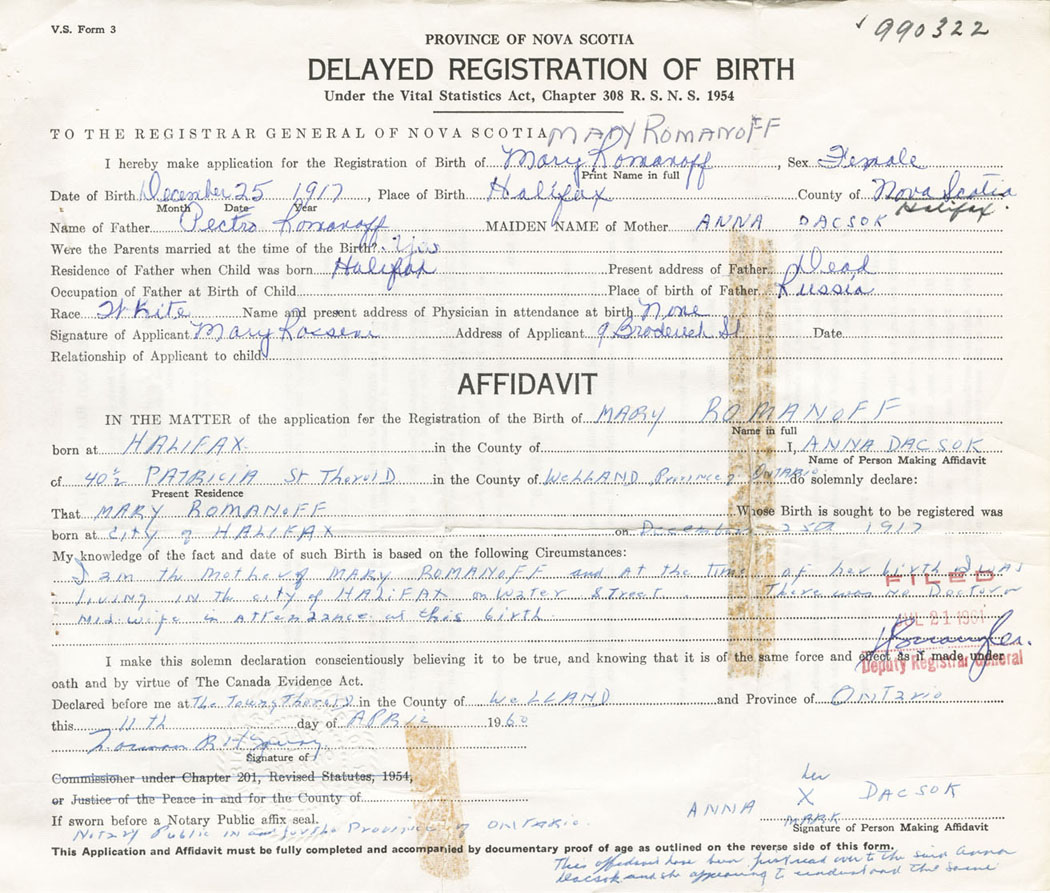 V.S. Form 3
990322
PROVINCE OF NOVA SCOTIA
DELAYED REGISTRATION OF BIRTH
Under the Vital Statistics Act, Chapter 308 R. S. N. S. 1954
TO THE REGISTRAR GENERAL OF NOVA SCOTIA MARY ROMANOFF
I hereby make application for the Registration of Birth of Mary Romanoff, Sex Female
Print Name in full
Date of Birth December 25 1917, Place of Birth Halifax County of Nova Scotia
Month Date Year Halifax.
Name of Father Pectro Romanoff MAIDEN NAME of Mother ANNA DACSOK
Were the Parents married at the time of the Birth? Yes
Residence of Father when Child was born Halifax Present address of Father Dead
Occupation of Father at Birth of Child Place of birth of Father Russia
Race White Name and present address of Physician in attendance at birth None
Signature of Applicant Mary Address of Applicant 9 Broderick St Date
Relationship of Applicant to child
AFFIDAVIT
IN THE MATTER of the application for the Registration of the Birth of MARY ROMANOFF
Name in full
born at HALIFAX in the County of I, ANNA DACSOK
Name of Person Making Affidavit
of PATRICIA St Thorold in the County of WELLAND Province of ONTARIO do solemnly declare:
Present Residence
That MARY ROMANOFF Whose Birth is sought to be registered was
born at City of HALIFAX on December 25th 1917
My knowledge of the fact and date of such Birth is based on the following Circumstances:
I am the Mother of MARY ROMANOFF and at the time of her birth I was
living in the city of HALIFAX on Water Street. There was no Doctor or
Mid wife in attendance at this birth.
FILED
JUL 21 1961
Deputy Registrar General
I make this solemn declaration conscientiously believing it to be true, and knowing that it is of the same force and effect as if made under
oath and by virtue of The Canada Evidence Act.
Declared before me at the Town of Thorold in the County of WELLAND and Province of Ontario
this 11th day of APRIL 1960
Signature of
Commissioner under Chapter 201, Revised Statutes, 1954,
or Justice of the Peace in and for the County of
her
ANNA X DACSOK
MARK
Signature of Person Making Affidavit
If sworn before a Notary Public affix seal.
Notary Public in and for the Province of ONTARIO.
This Application and Affidavit must be fully completed and accompanied by documentary proof of age as outlined on the reverse side of this form.
This affidavit have been first read over to the said Anna
Dacsok and she appearing to understand the same